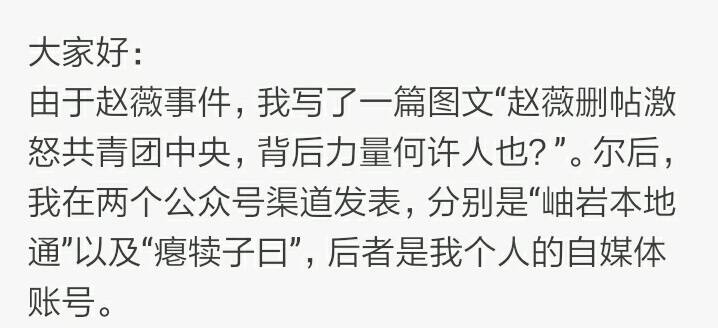 大家好：
由于赵薇事件，我写了一篇图文“赵薇删帖激
怒共青团中央，背后力量何许人也？”。尔后，
我在两个公众号渠道发表，分别是“岫岩本地
通”以及“瘪犊子曰”，后者是我个人的自媒体
账号。